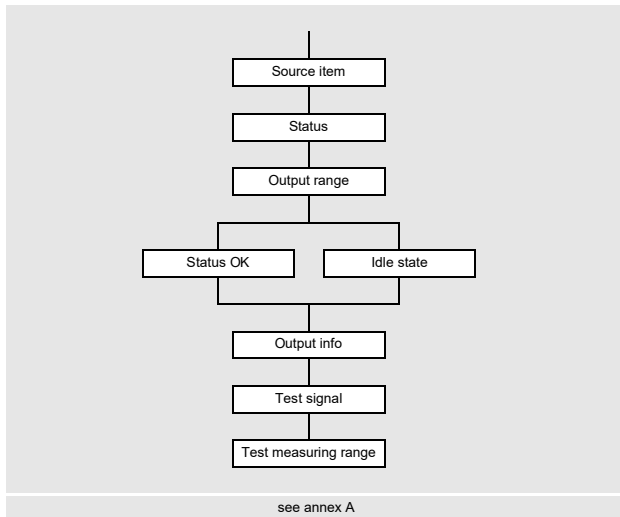 Source item
Status
Output range
Status OK
Idle state
Output info
Test signal
Test measuring range
see annex A